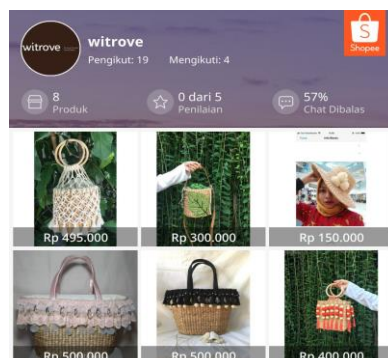 witrove
witrove
Pengikut: 19 Mengikuti: 4
Shopee
8
Produk
0 dari 5
Penilaian
57%
Chat Dibalas
Rp 495.000
Rp 300.000
Rp 150.000
Rp 500.000
Rp 500.000
Rp 400.000